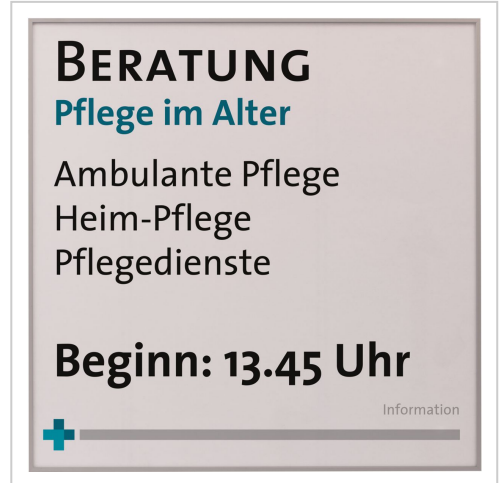 BERATUNG
Pflege im Alter
Ambulante Pflege
Heim-Pflege
Pflegedienste
Beginn: 13.45 Uhr
Information